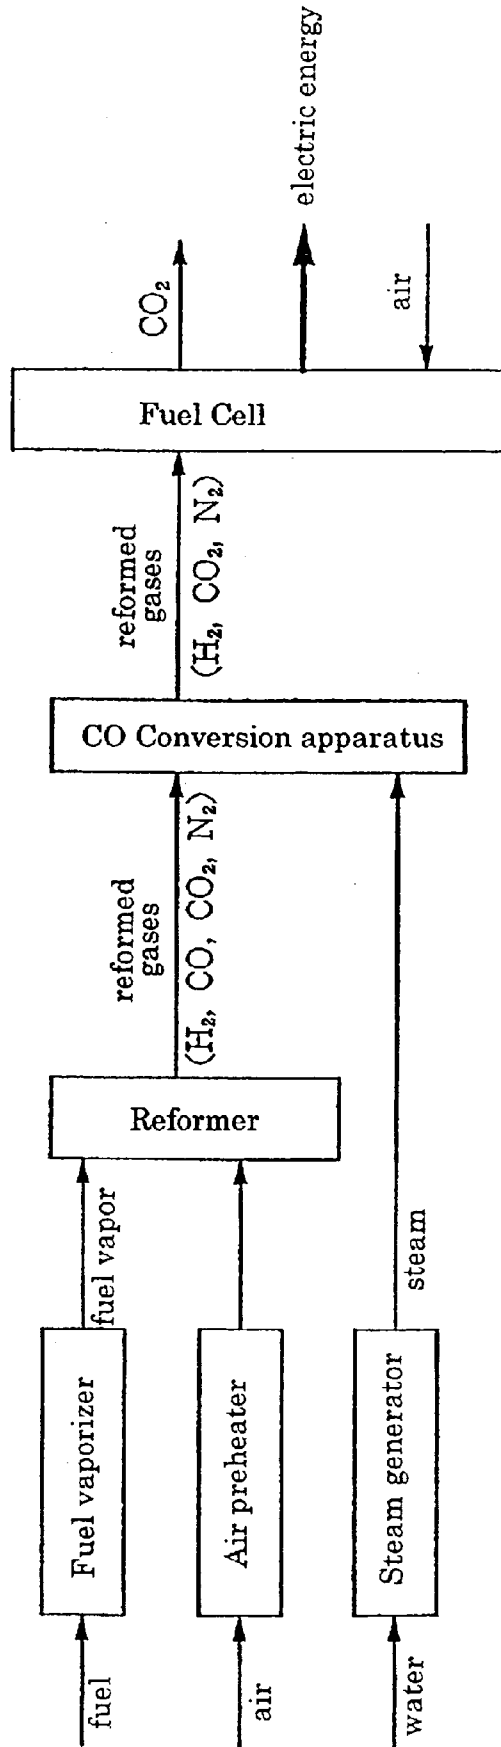 fuel
Fuel vaporizer
fuel vapor
air
Air preheater
water
Steam generator
steam
Reformer
reformed
gases
(H₂, CO, CO₂, N₂)
CO Conversion apparatus
reformed
gases
(H₂, CO₂, N₂)
Fuel Cell
CO₂
electric energy
air